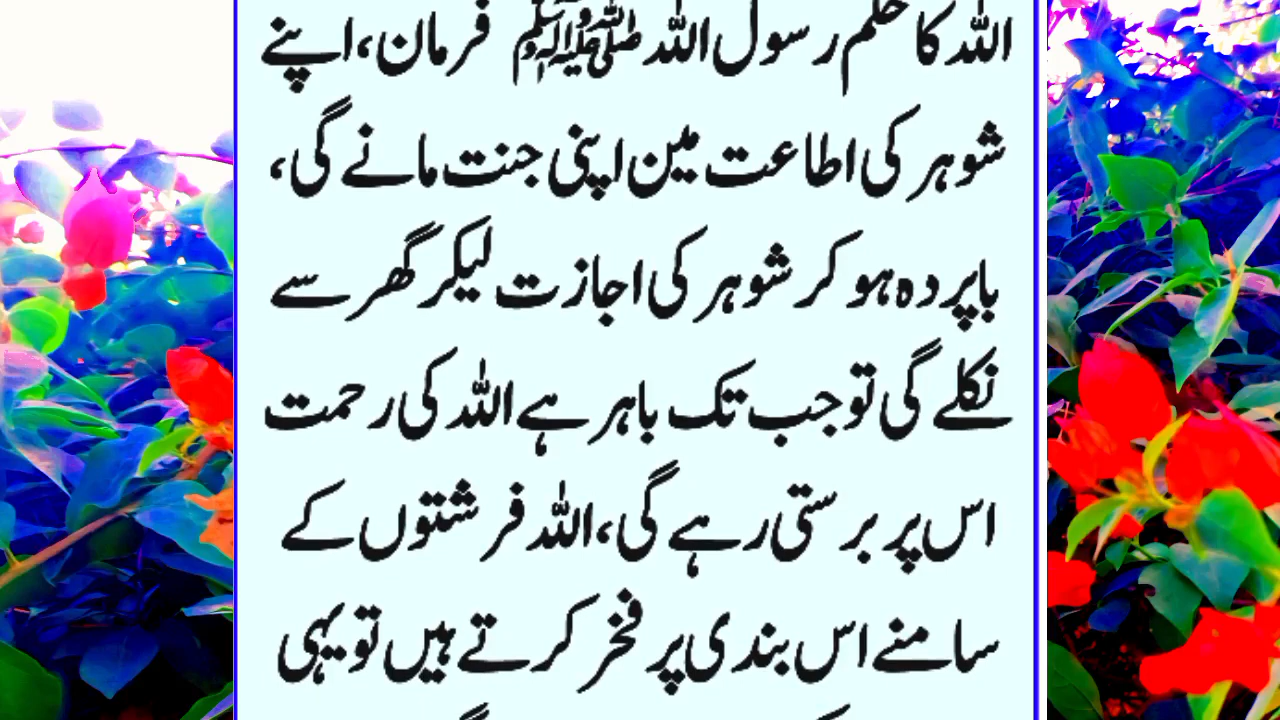 اللہ کا حکم رسول اللہ ﷺ فرمان، اپنے
شوہر کی اطاعت مین اپنی جنت مانے گی،
باپردہ ہو کر شوہر کی اجازت لیکر گھر سے
نکلے گی تو جب تک باہر ہے اللہ کی رحمت
اس پر برستی رہے گی، اللہ فرشتوں کے
سامنے اس بندی پر فخر کرتے ہیں تو یہی